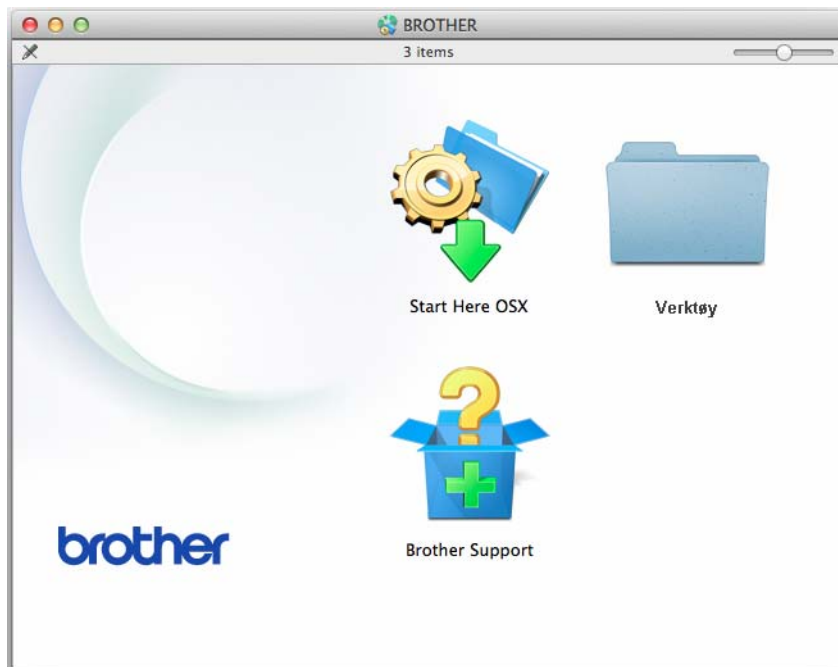 BROTHER
3 items
Start Here OSX
Verktøy
Brother Support
brother